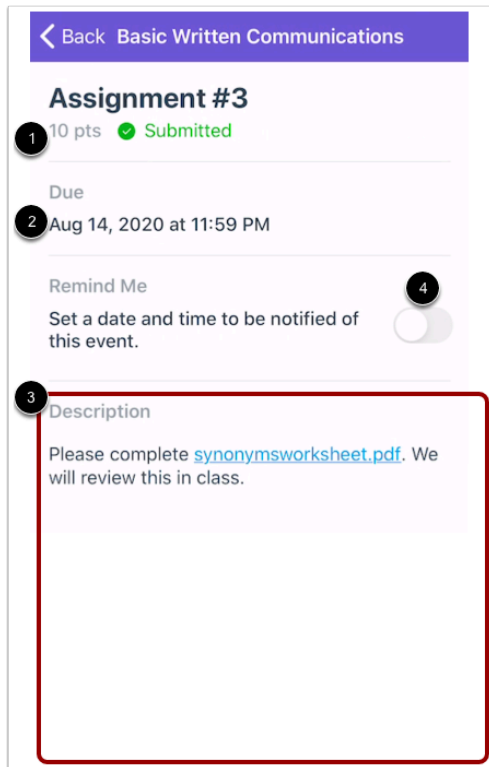 Back Basic Written Communications
Assignment #3
1 10 pts Submitted
Due
2 Aug 14, 2020 at 11:59 PM
Remind Me
4
Set a date and time to be notified of
this event.
3
Description
Please complete synonymsworksheet.pdf. We
will review this in class.